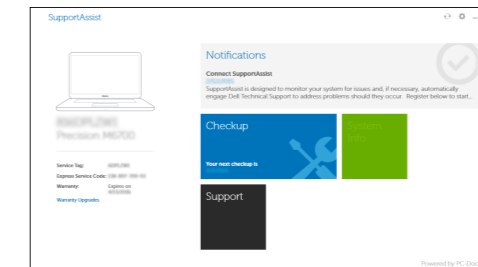 SupportAssist
Notifications
Connect SupportAssist
SupportAssist is designed to monitor your system for issues and, if necessary, automatically
engage Dell Technical Support to address problems should they occur. Register below to start..
Precision M6700
Checkup
System
Info
Your next checkup is
Service Tag:
Express Service Code:
Warranty: Expires on
Warranty Upgrades
Support
Powered by PC-Doc